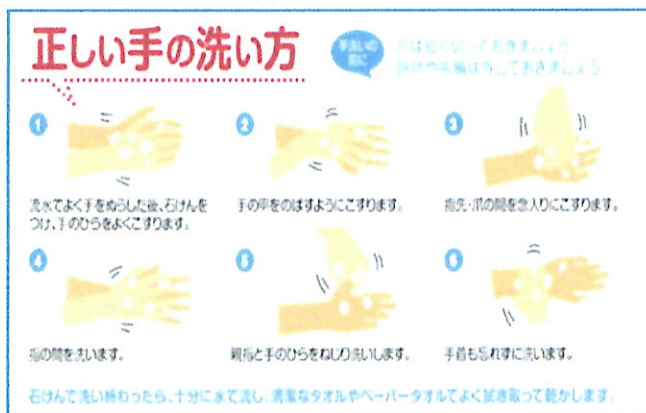 正しい手の洗い方
手洗いの
前に
爪は短く切っておきましょう
時計や指輪は外しておきましょう
1
流水でよく手をぬらした後、石けんを
つけ、手のひらをよくこすります。
2
手の甲をのばすようにこすります。
3
指先・爪の間を念入りにこすります。
4
指の間を洗います。
5
親指と手のひらをねじり洗いします。
6
手首も忘れずに洗います。
石けんで洗い終わったら、十分に水で流し、清潔なタオルやペーパータオルでよく拭き取って乾かします。